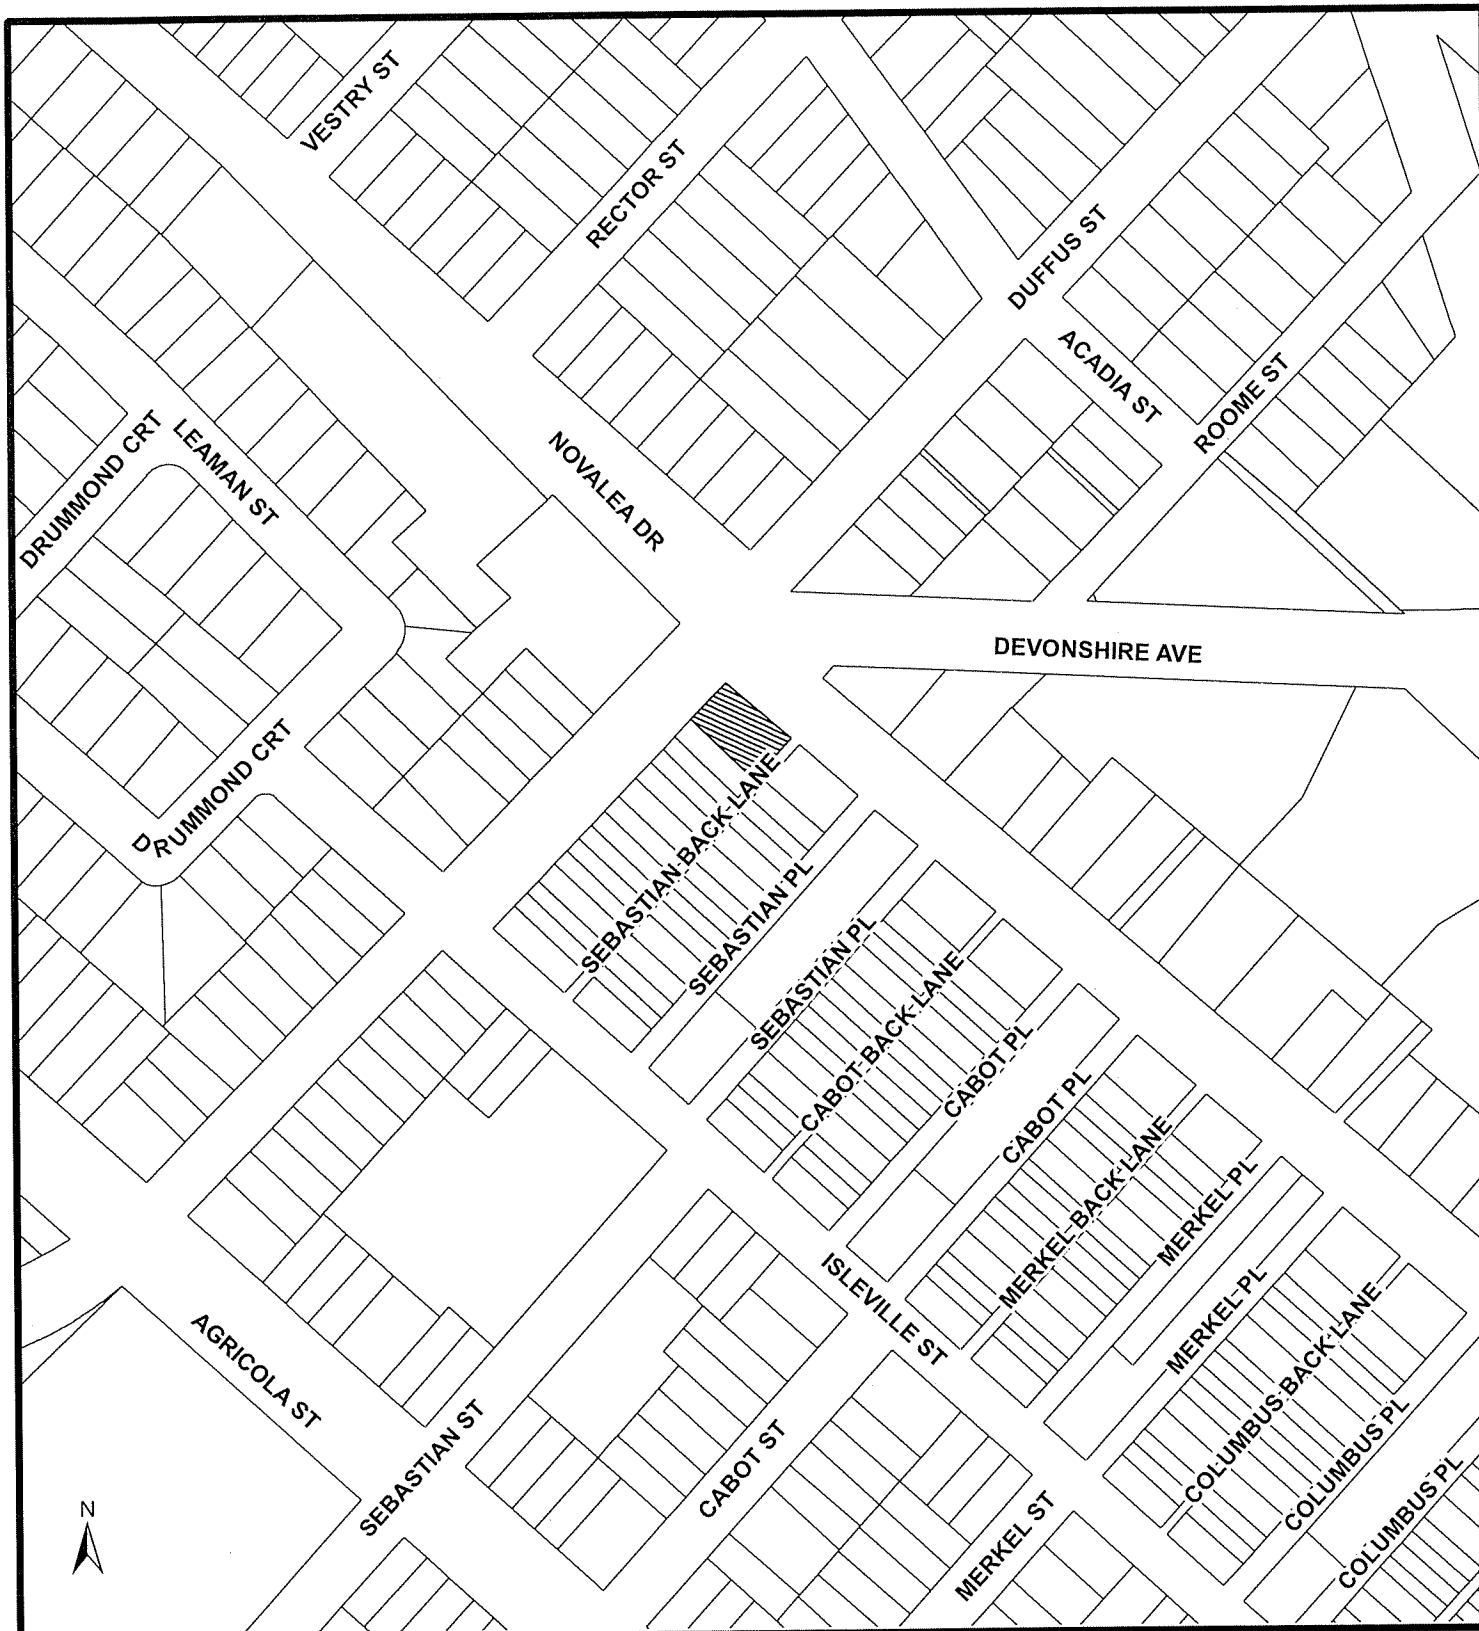 VESTRY ST
RECTOR ST
DUFFUS ST
ACADIA ST
ROOME ST
DRUMMOND CRT
LEAMAN ST
NOVALEA DR
DEVONSHIRE AVE
DRUMMOND CRT
SEBASTIAN BACK LANE
SEBASTIAN PL
SEBASTIAN PL
CABOT BACK LANE
CABOT PL
CABOT PL
MERKEL BACK LANE
MERKEL PL
ISLEVILLE ST
MERKEL PL
COLUMBUS BACK LANE
AGRICOLA ST
SEBASTIAN ST
CABOT ST
COLUMBUS PL
COLUMBUS PL
MERKEL ST
N